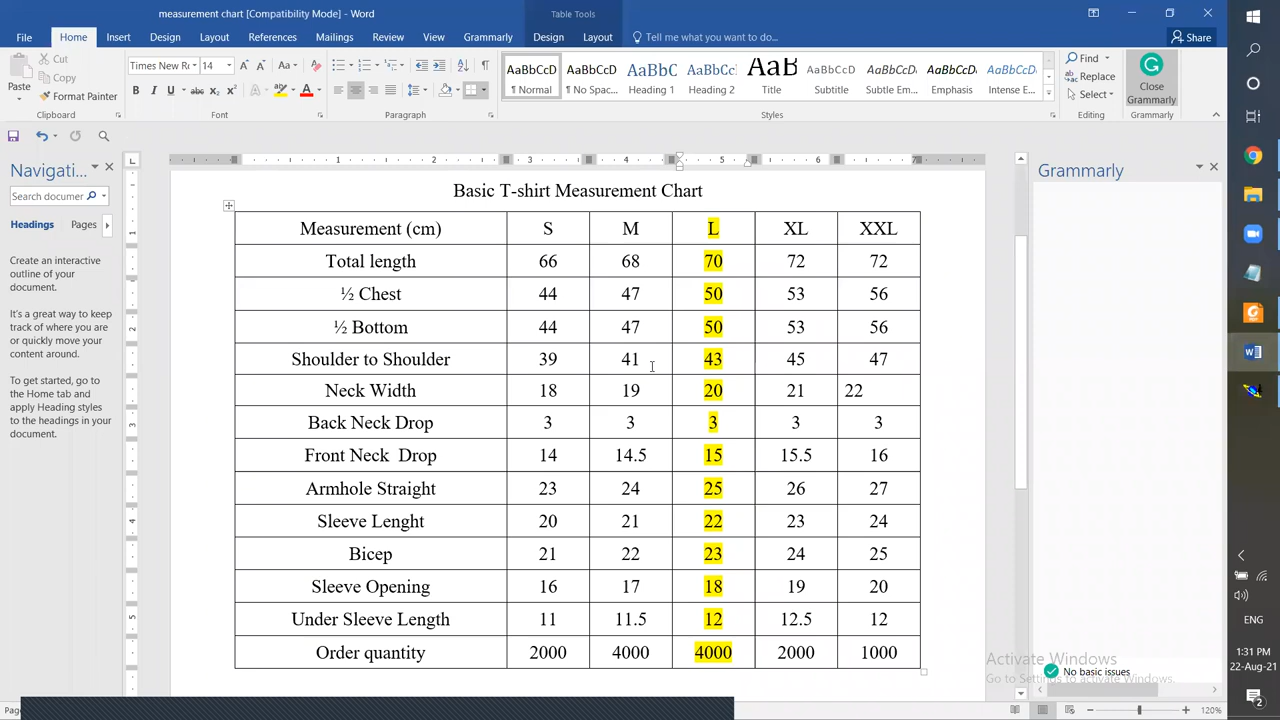 measurement chart [Compatibility Mode] - Word
Table Tools
File Home Insert Design Layout References Mailings Review View Grammarly Design Layout Tell me what you want to do... Share
Paste
Cut
Copy
Format Painter
Times New Ro 14
AaBbCcD AaBbCcD AaBbC AaBbC AaB AaBbCcD AaBbCcD AaBbCcD AaBbCcD
¶ Normal ¶ No Spac... Heading 1 Heading 2 Title Subtitle Subtle Em... Emphasis Intense E...
Find
Replace
Select
Close
Grammarly
Clipboard Font Paragraph Styles Editing Grammarly
Navigati...
Search documer
Headings Pages
Create an interactive
outline of your
document.
It's a great way to keep
track of where you are
or quickly move your
content around.
To get started, go to
the Home tab and
apply Heading styles
to the headings in your
document.
1 2 3 4 5 6 7
Basic T-shirt Measurement Chart
Measurement (cm) S M L XL XXL
Total length 66 68 70 72 72
½ Chest 44 47 50 53 56
½ Bottom 44 47 50 53 56
Shoulder to Shoulder 39 41 43 45 47
Neck Width 18 19 20 21 22
Back Neck Drop 3 3 3 3 3
Front Neck  Drop 14 14.5 15 15.5 16
Armhole Straight 23 24 25 26 27
Sleeve Lenght 20 21 22 23 24
Bicep 21 22 23 24 25
Sleeve Opening 16 17 18 19 20
Under Sleeve Length 11 11.5 12 12.5 12
Order quantity 2000 4000 4000 2000 1000
Grammarly
Activate Windows
Go to Settings to activate Windows.
No basic issues
120%
ENG
1:31 PM
22-Aug-21
2